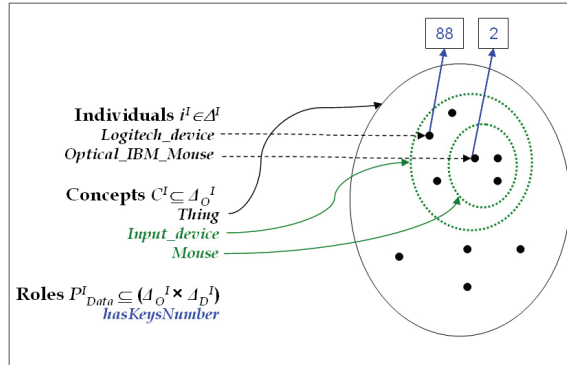 88 2
Individuals iᴵ∈Δᴵ
Logitech_device
Optical_IBM_Mouse
Concepts Cᴵ ⊆ Δ_Oᴵ
Thing
Input_device
Mouse
Roles Pᴵ_Data ⊆ (Δ_Oᴵ × Δ_Dᴵ)
hasKeysNumber